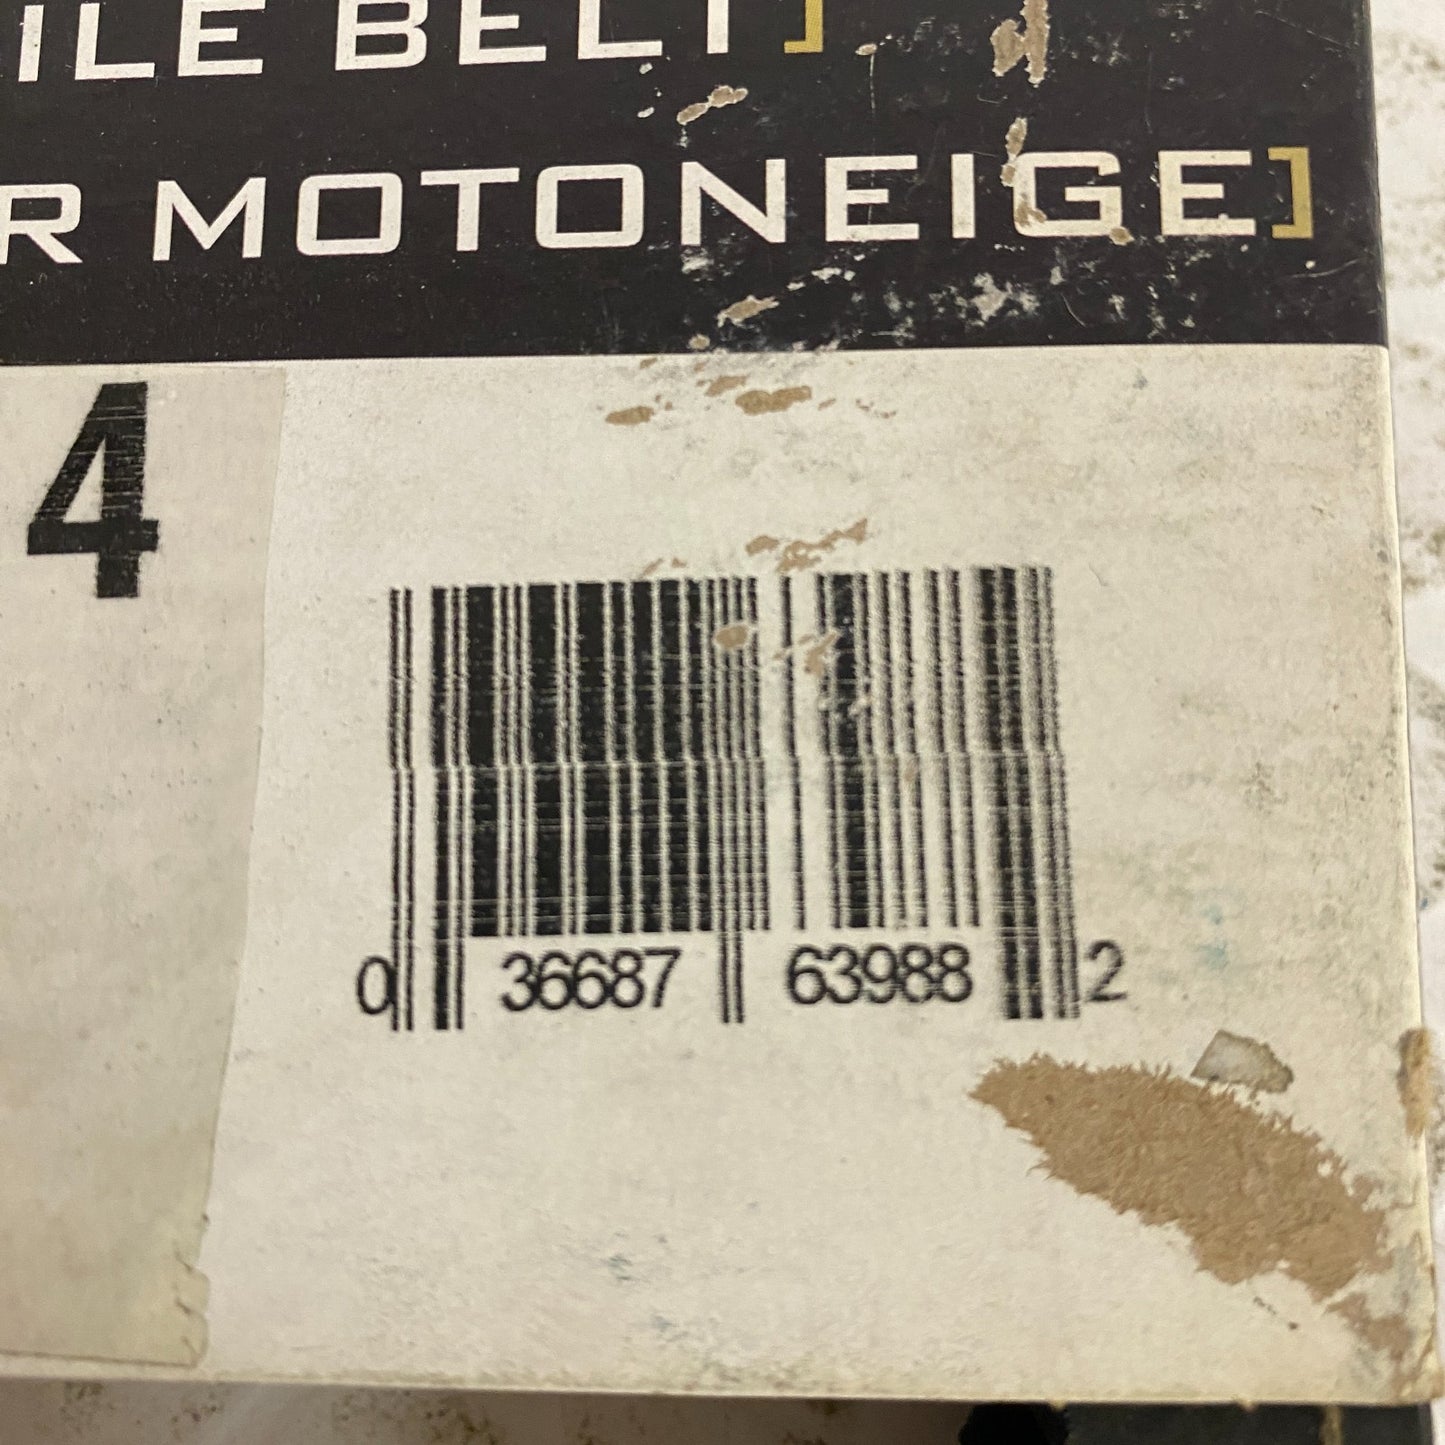 ILE BELT]
R MOTONEIGE]
4
0 36687 63988 2